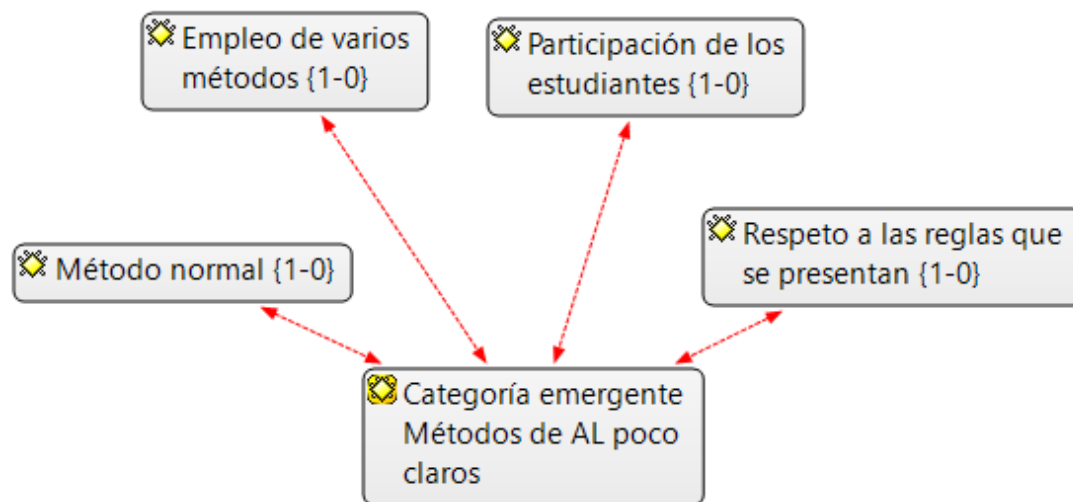 Empleo de varios
métodos {1-0}
Participación de los
estudiantes {1-0}
Método normal {1-0}
Respeto a las reglas que
se presentan {1-0}
Categoría emergente
Métodos de AL poco
claros